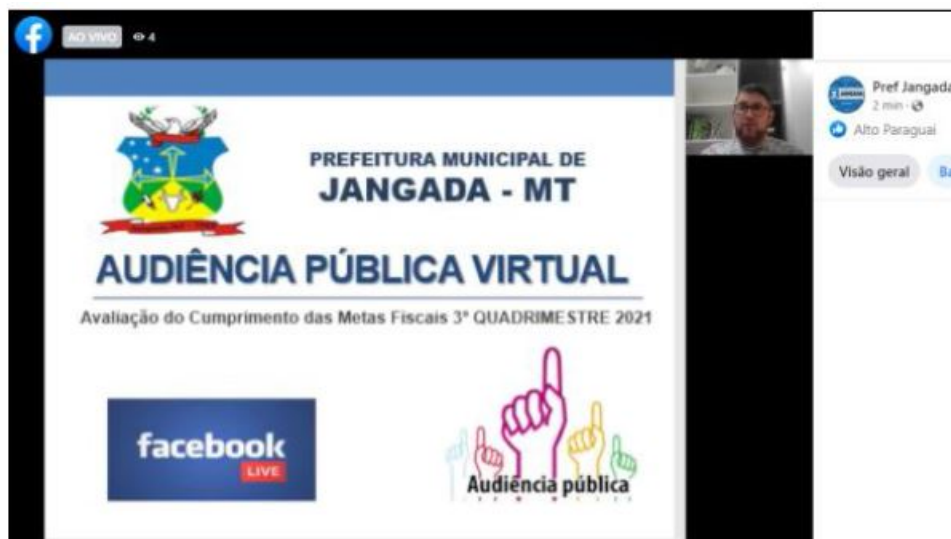 AO VIVO 4
PREFEITURA MUNICIPAL DE
JANGADA - MT
AUDIÊNCIA PÚBLICA VIRTUAL
Avaliação do Cumprimento das Metas Fiscais 3º QUADRIMESTRE 2021
facebook
LIVE
Audiência pública
Pref Jangada
2 min
Alto Paraguai
Visão geral